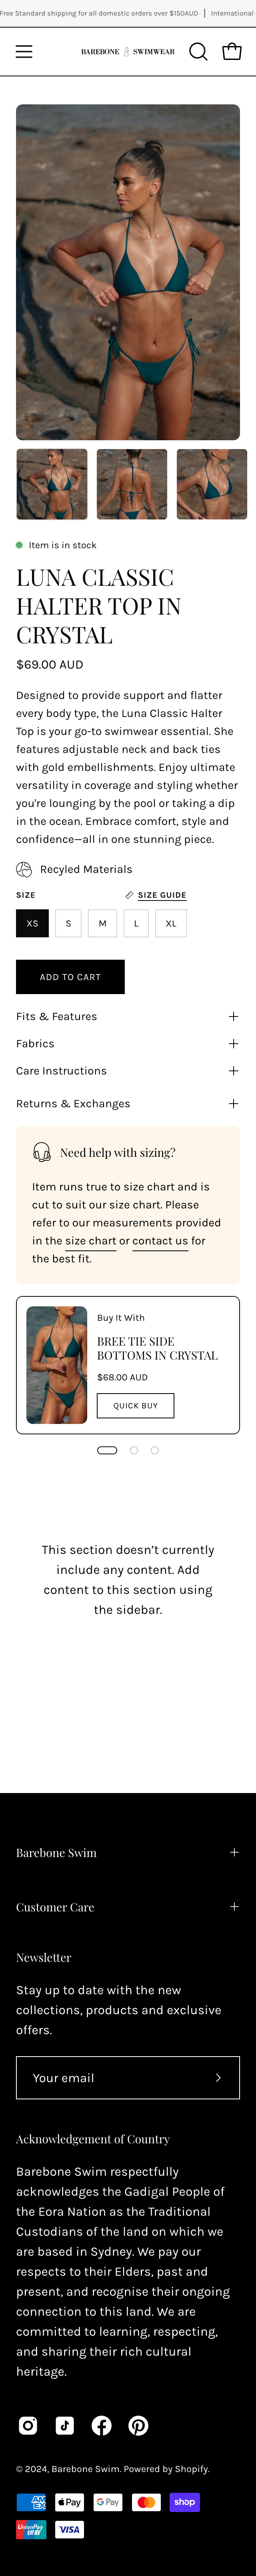 Free Standard shipping for all domestic orders over $150AUD | International
BAREBONE SWIMWEAR
Item is in stock
LUNA CLASSIC
HALTER TOP IN
CRYSTAL
$69.00 AUD
Designed to provide support and flatter
every body type, the Luna Classic Halter
Top is your go-to swimwear essential. She
features adjustable neck and back ties
with gold embellishments. Enjoy ultimate
versatility in coverage and styling whether
you're lounging by the pool or taking a dip
in the ocean. Embrace comfort, style and
confidence—all in one stunning piece.
Recyled Materials
SIZE SIZE GUIDE
XS S M L XL
ADD TO CART
Fits & Features
Fabrics
Care Instructions
Returns & Exchanges
Need help with sizing?
Item runs true to size chart and is
cut to suit our size chart. Please
refer to our measurements provided
in the size chart or contact us for
the best fit.
Buy It With
BREE TIE SIDE
BOTTOMS IN CRYSTAL
$68.00 AUD
QUICK BUY
This section doesn't currently
include any content. Add
content to this section using
the sidebar.
Barebone Swim
Customer Care
Newsletter
Stay up to date with the new
collections, products and exclusive
offers.
Your email
Acknowledgement of Country
Barebone Swim respectfully
acknowledges the Gadigal People of
the Eora Nation as the Traditional
Custodians of the land on which we
are based in Sydney. We pay our
respects to their Elders, past and
present, and recognise their ongoing
connection to this land. We are
committed to learning, respecting,
and sharing their rich cultural
heritage.
© 2024, Barebone Swim. Powered by Shopify.
AMEX Pay G Pay mastercard shop
UnionPay VISA